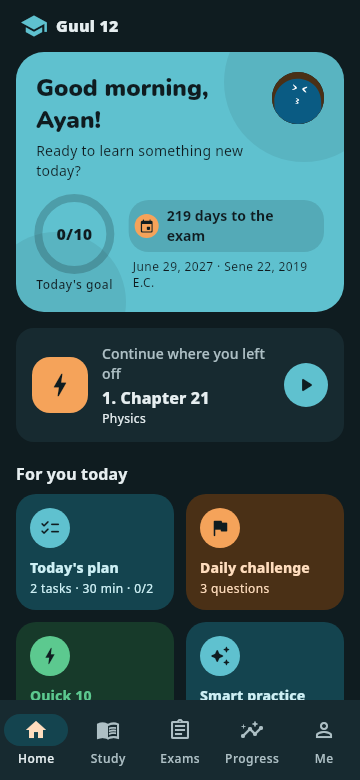 Guul 12
Good morning,
Ayan!
Ready to learn something new
today?
0/10
Today's goal
219 days to the
exam
June 29, 2027 · Sene 22, 2019
E.C.
Continue where you left
off
1. Chapter 21
Physics
For you today
Today's plan
2 tasks · 30 min · 0/2
Daily challenge
3 questions
Quick 10
Smart practice
Home
Study
Exams
Progress
Me